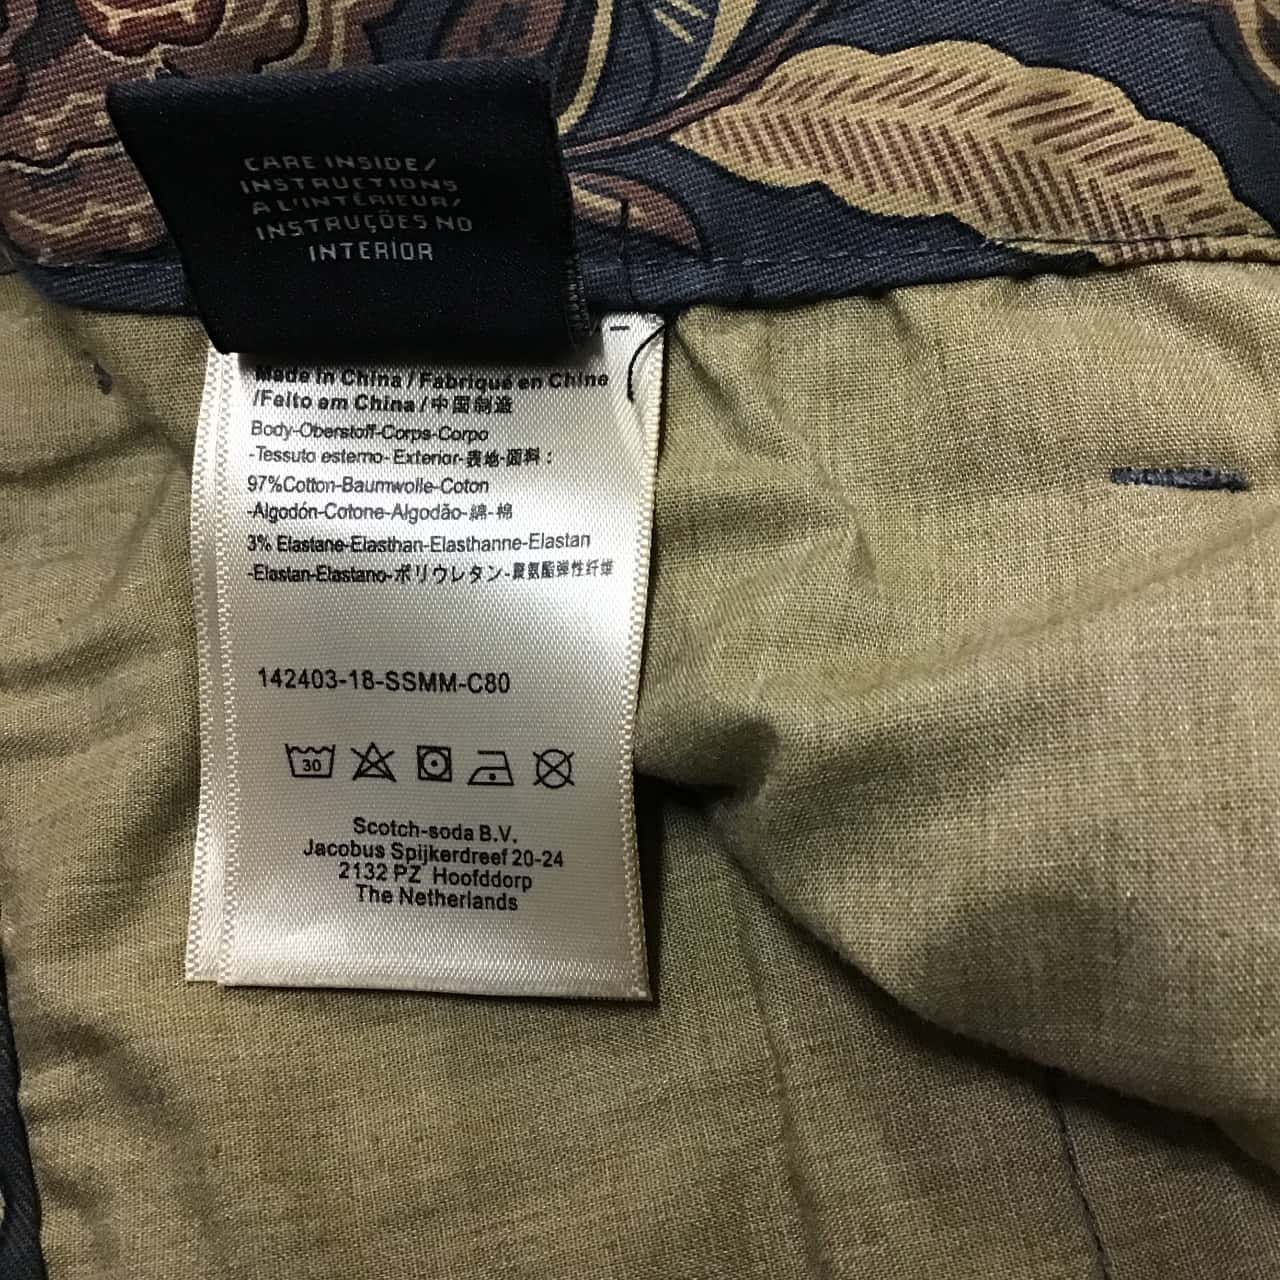 CARE INSIDE/
INSTRUCTIONS
A L'INTÉRIEUR/
INSTRUÇÕES NO
INTERIOR
Made in China / Fabriqué en Chine
/Feito em China / 中国制造
Body-Oberstoff-Corps-Corpo
-Tessuto esterno-Exterior-表地-面料：
97%Cotton-Baumwolle-Coton
-Algodón-Cotone-Algodão-綿-棉
3% Elastane-Elasthan-Elasthanne-Elastan
-Elastan-Elastano-ポリウレタン-聚氨酯弹性纤维
142403-18-SSMM-C80
30
Scotch-soda B.V.
Jacobus Spijkerdreef 20-24
2132 PZ Hoofddorp
The Netherlands